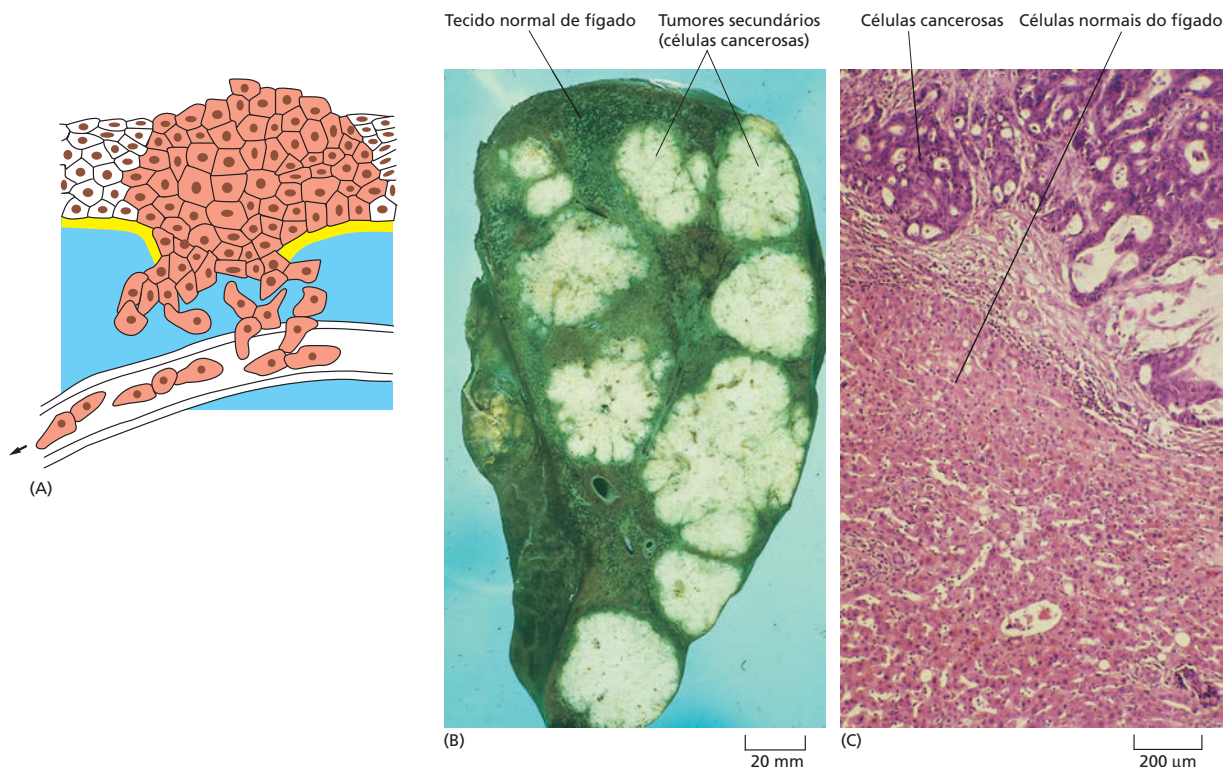 Tecido normal de fígado
Tumores secundários
(células cancerosas)
Células cancerosas
Células normais do fígado
(A)
(B)
20 mm
(C)
200 μm